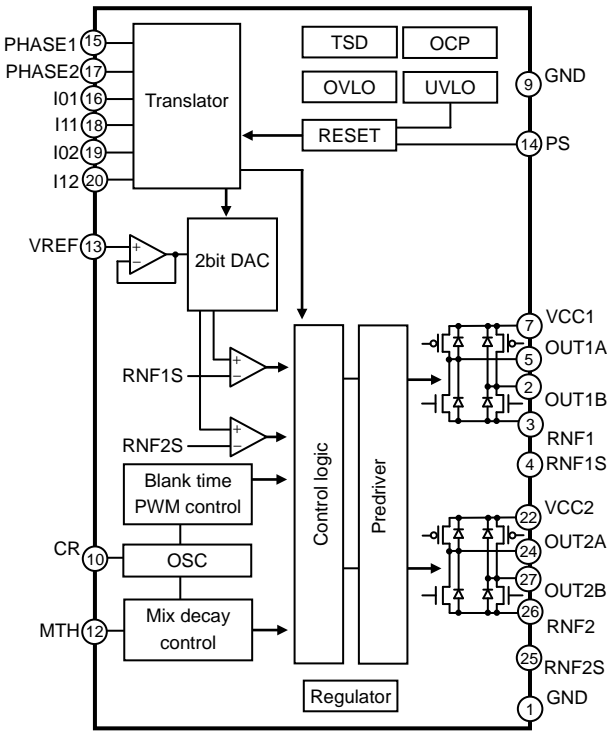 PHASE1 15
PHASE2 17
I01 16
I11 18
I02 19
I12 20
Translator
TSD
OCP
OVLO
UVLO
RESET
9 GND
14 PS
VREF 13
+
−
2bit DAC
RNF1S
+
−
RNF2S
+
−
Blank time
PWM control
CR 10
OSC
MTH 12
Mix decay
control
Control logic
Predriver
Regulator
7 VCC1
5 OUT1A
2 OUT1B
3 RNF1
4 RNF1S
22 VCC2
24 OUT2A
27 OUT2B
26 RNF2
25 RNF2S
1 GND